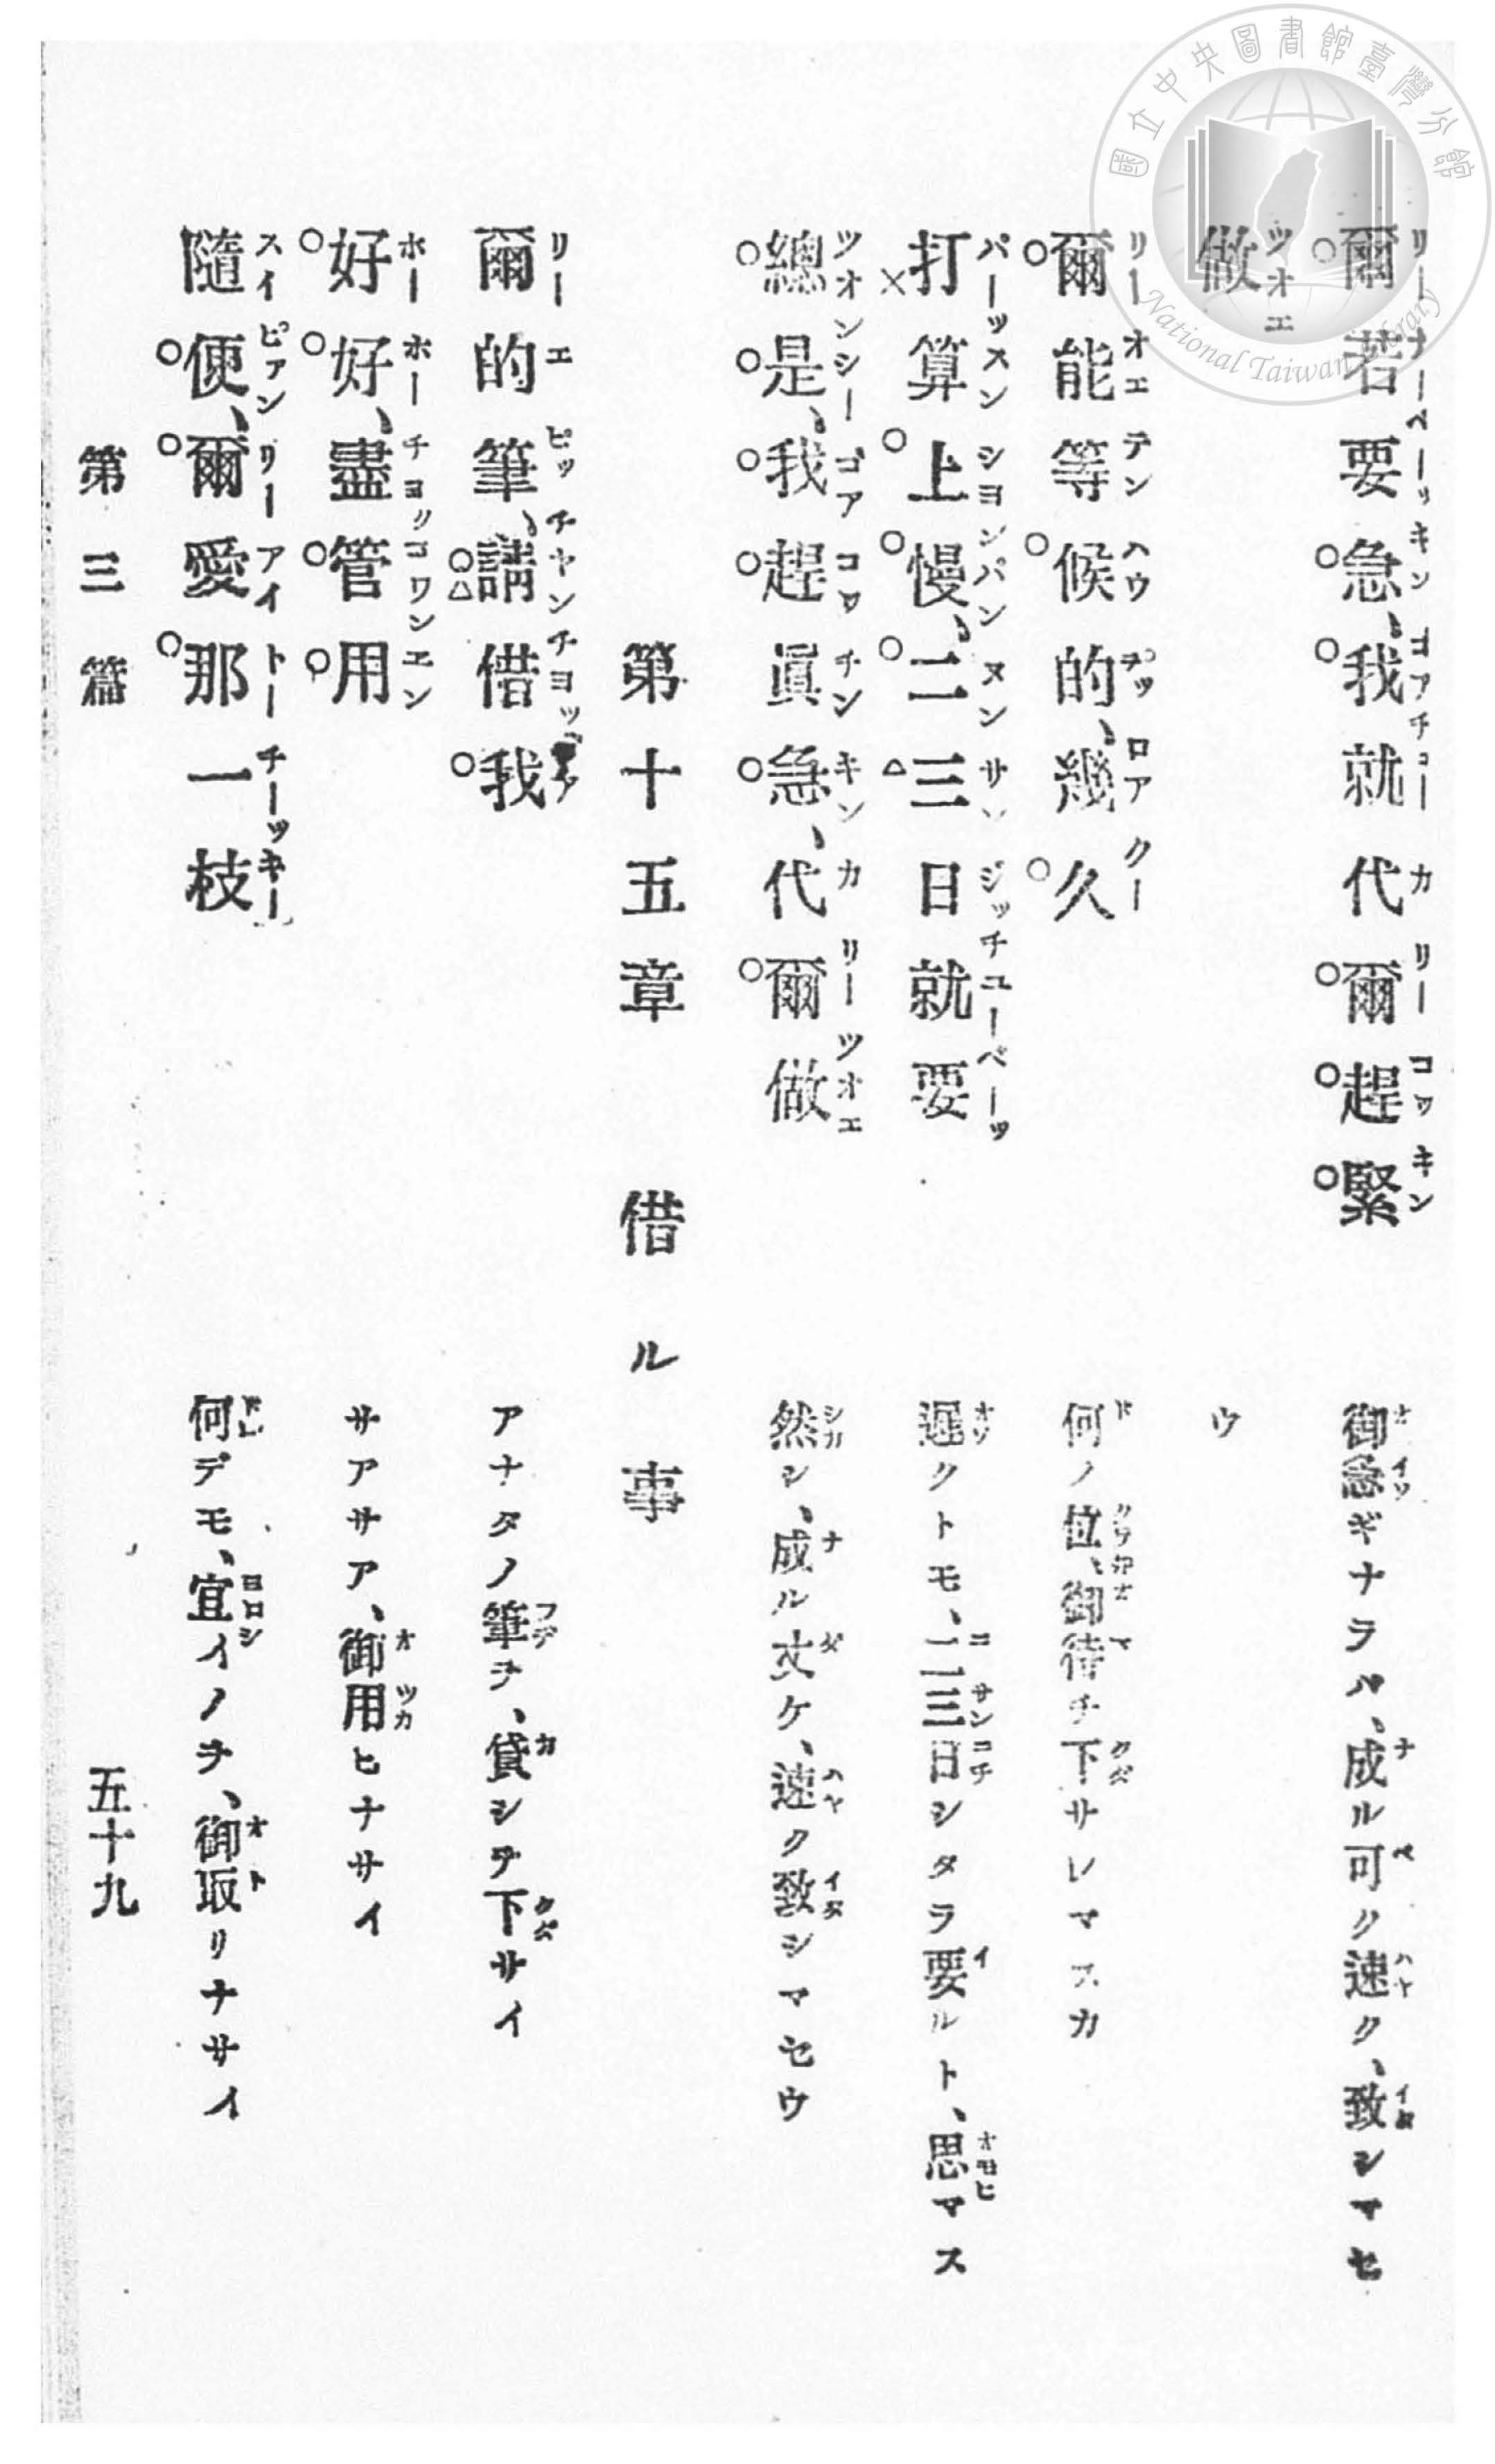 國立中央圖書館臺灣分館
National Taiwan Library
爾若要急、我就代爾趕緊
御急ギナラバ、成ル可ク速ク、致シマセ
做
ウ
爾能等候的、幾久
何ノ位、御待チ下サレマスカ
打算上慢、二三日就要
遲クトモ、二三日シタラ要ルト、思マス
總是、我趕眞急、代爾做
然シ、成ル丈ケ、速ク致シマセウ
第十五章 借ル事
爾的筆、請借我
アナタノ筆ヲ、貸シテ下サイ
好好、盡管用
サアサア、御用ヒナサイ
隨便、爾愛那一枝
何デモ、宜イノヲ、御取リナサイ
第三篇
五十九